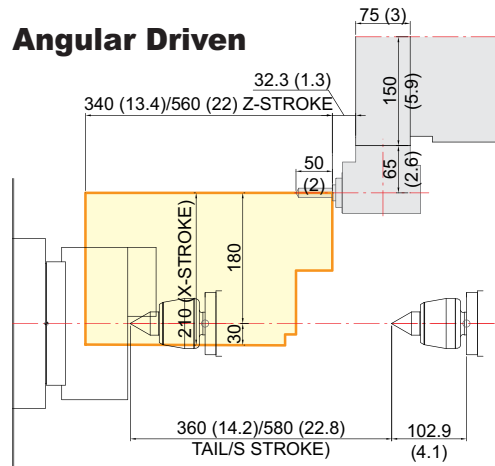 Angular Driven
75 (3)
32.3 (1.3)
340 (13.4)/560 (22) Z-STROKE
150
(5.9)
50
(2)
65
(2.6)
210 (X-STROKE)
180
30
360 (14.2)/580 (22.8)
TAIL/S STROKE)
102.9
(4.1)